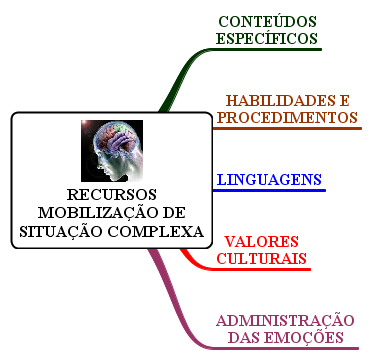 CONTEÚDOS
ESPECÍFICOS
HABILIDADES E
PROCEDIMENTOS
RECURSOS
MOBILIZAÇÃO DE
SITUAÇÃO COMPLEXA
LINGUAGENS
VALORES
CULTURAIS
ADMINISTRAÇÃO
DAS EMOÇÕES